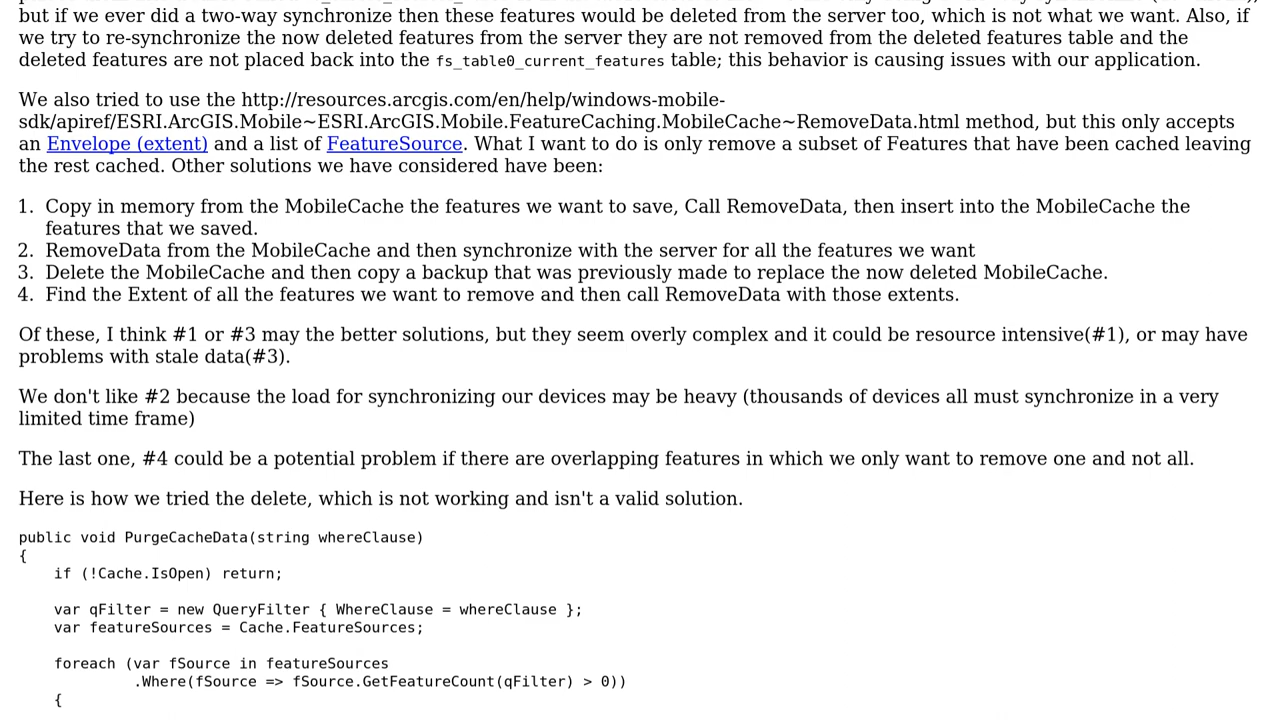 but if we ever did a two-way synchronize then these features would be deleted from the server too, which is not what we want. Also, if
we try to re-synchronize the now deleted features from the server they are not removed from the deleted features table and the
deleted features are not placed back into the fs_table0_current_features table; this behavior is causing issues with our application.
We also tried to use the http://resources.arcgis.com/en/help/windows-mobile-
sdk/apiref/ESRI.ArcGIS.Mobile~ESRI.ArcGIS.Mobile.FeatureCaching.MobileCache~RemoveData.html method, but this only accepts
an Envelope (extent) and a list of FeatureSource. What I want to do is only remove a subset of Features that have been cached leaving
the rest cached. Other solutions we have considered have been:
1. Copy in memory from the MobileCache the features we want to save, Call RemoveData, then insert into the MobileCache the
features that we saved.
2. RemoveData from the MobileCache and then synchronize with the server for all the features we want
3. Delete the MobileCache and then copy a backup that was previously made to replace the now deleted MobileCache.
4. Find the Extent of all the features we want to remove and then call RemoveData with those extents.
Of these, I think #1 or #3 may the better solutions, but they seem overly complex and it could be resource intensive(#1), or may have
problems with stale data(#3).
We don't like #2 because the load for synchronizing our devices may be heavy (thousands of devices all must synchronize in a very
limited time frame)
The last one, #4 could be a potential problem if there are overlapping features in which we only want to remove one and not all.
Here is how we tried the delete, which is not working and isn't a valid solution.
public void PurgeCacheData(string whereClause)
{
    if (!Cache.IsOpen) return;
    var qFilter = new QueryFilter { WhereClause = whereClause };
    var featureSources = Cache.FeatureSources;
    foreach (var fSource in featureSources
             .Where(fSource => fSource.GetFeatureCount(qFilter) > 0))
    {